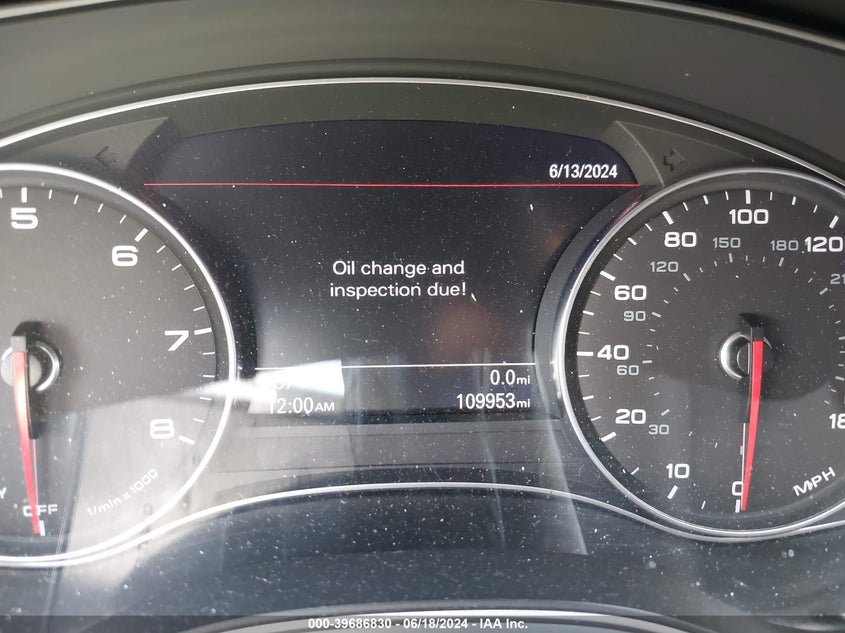 6/13/2024
Oil change and
inspection due!
0.0mi
12:00AM 109953mi
5
6
7
8
1/min x 1000
OFF
10
20
40
60
80
100
120
30
60
90
120
150
180
0
MPH
000-39686830 - 06/18/2024 - IAA Inc.